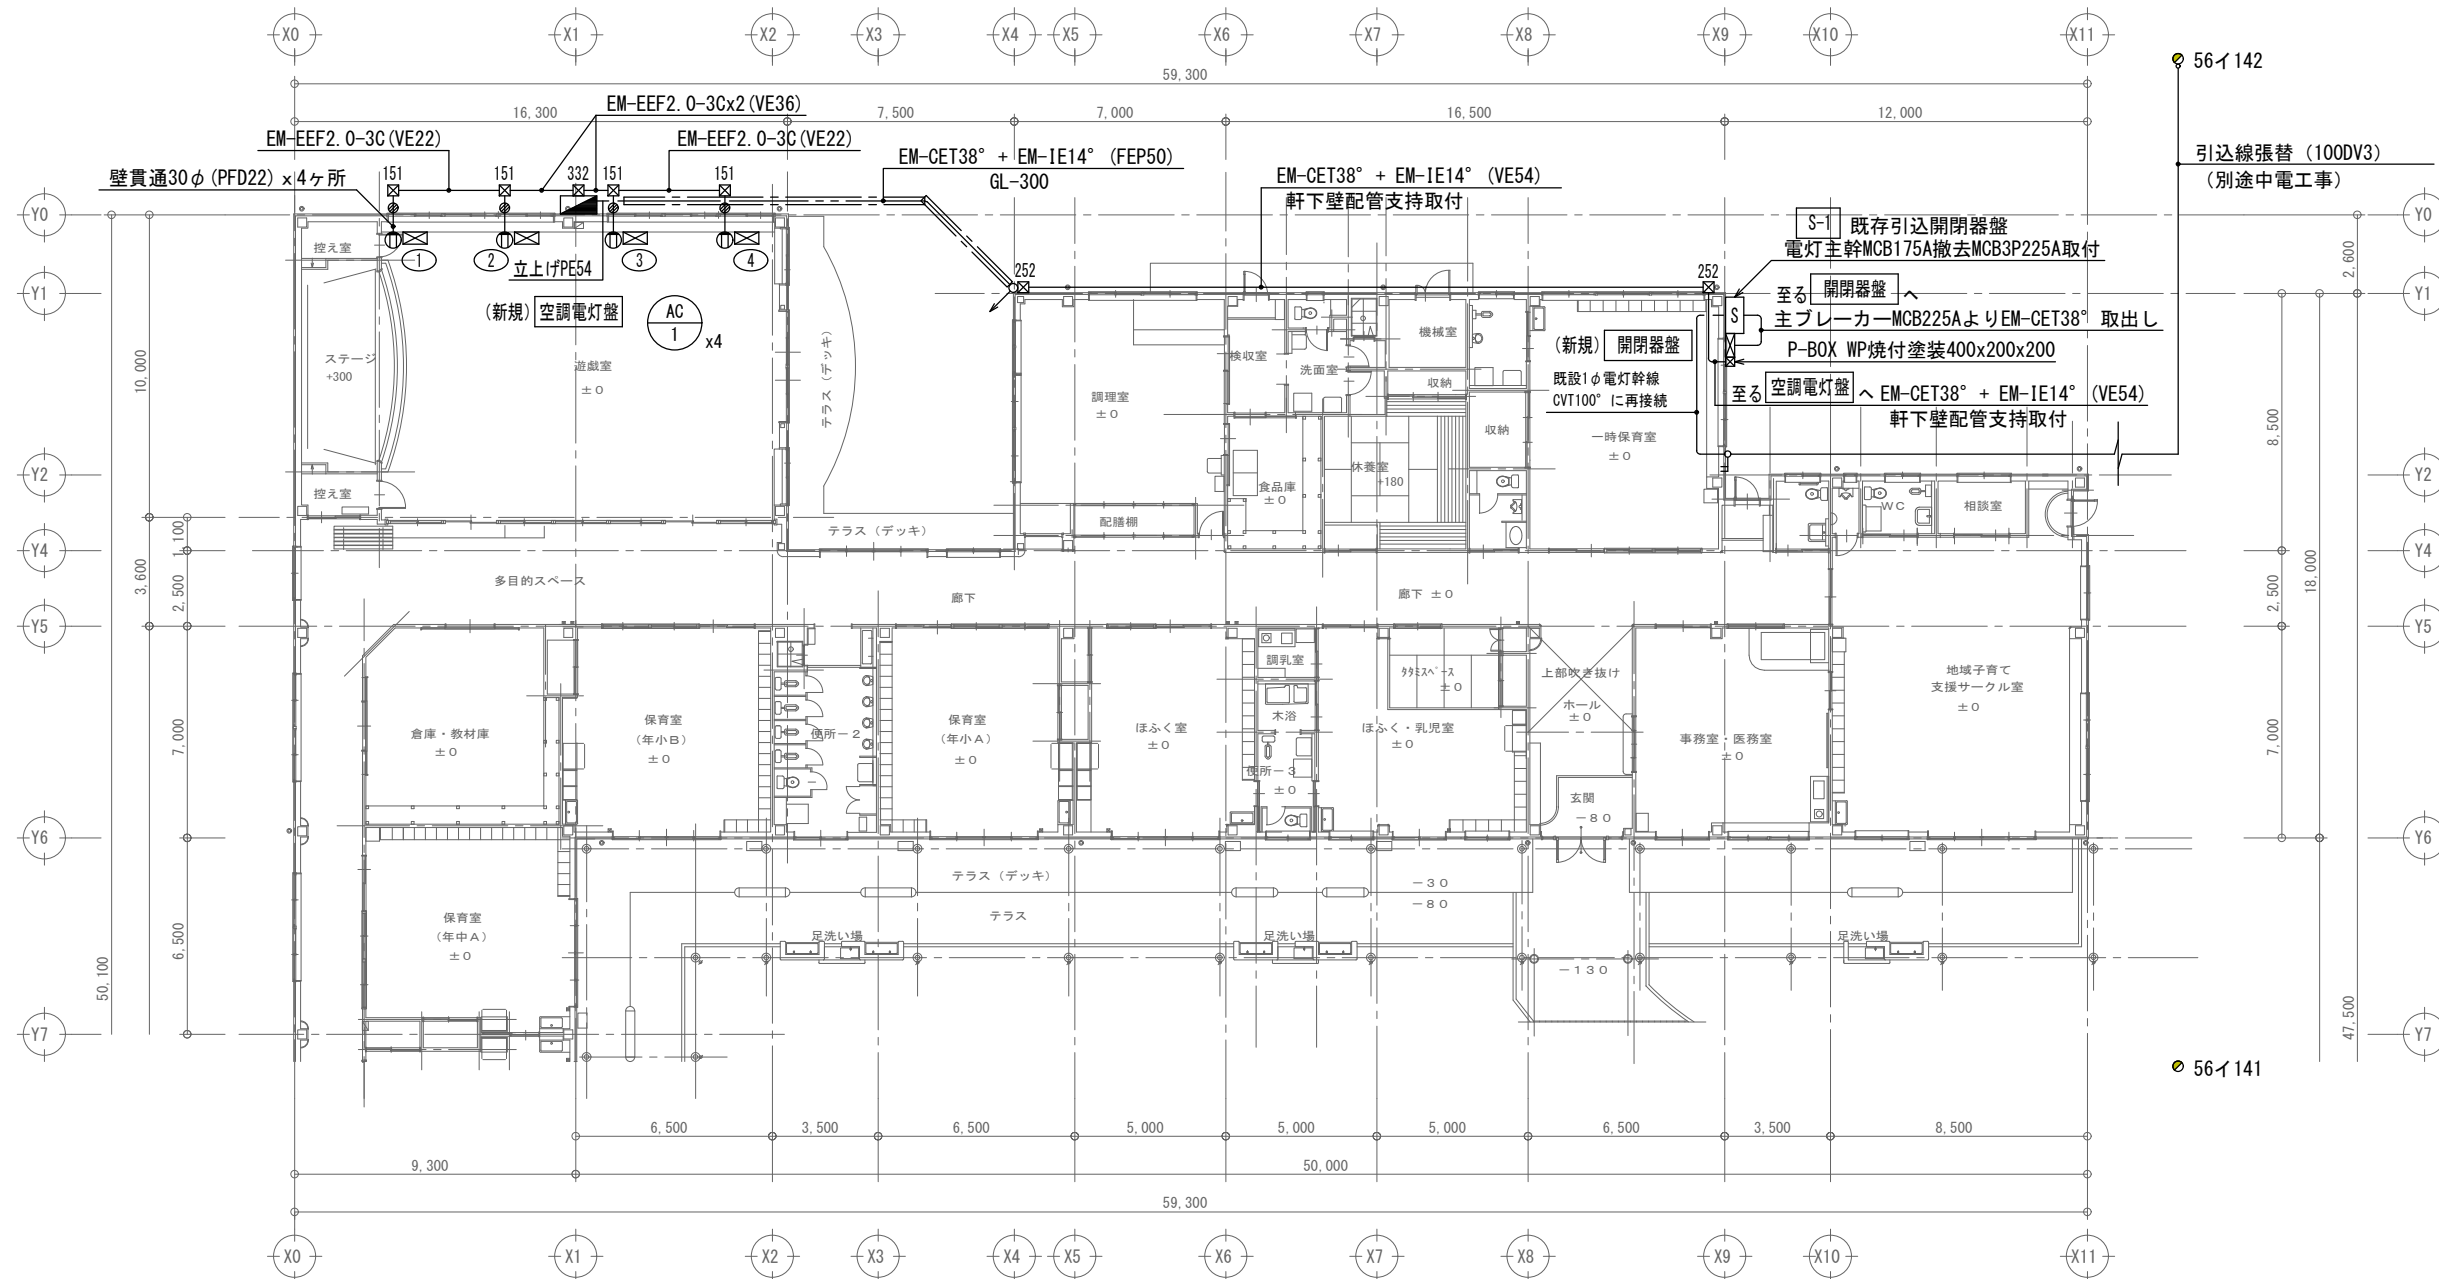 X0 X1 X2 X3 X4 X5 X6 X7 X8 X9 X10 X11
56イ142
59,300
16,300 7,500 7,000 16,500 12,000
EM-EEF2.0-3Cx2(VE36)
EM-EEF2.0-3C(VE22)
EM-EEF2.0-3C(VE22)
壁貫通30φ(PFD22)x4ヶ所
151 151 332 151 151
EM-CET38° + EM-IE14° (FEP50)
GL-300
EM-CET38° + EM-IE14° (VE54)
軒下壁配管支持取付
引込線張替 (100DV3)
(別途中電工事)
Y0
Y0
S-1 既存引込開閉器盤
電灯主幹MCB175A撤去MCB3P225A取付
控え室
1 2 3 4
立上げPE54
252
252
2,600
Y1
Y1
至る 開閉器盤 へ
主ブレーカーMCB225AよりEM-CET38° 取出し
S
(新規) 空調電灯盤
AC
1
x4
(新規) 開閉器盤
P-BOX WP焼付塗装400x200x200
既設1φ電灯幹線
CVT100° に再接続
至る 空調電灯盤 へ EM-CET38° + EM-IE14° (VE54)
軒下壁配管支持取付
10,000
ステージ
+300
遊戯室
±0
テラス(デッキ)
調理室
±0
検収室
洗面室
機械室
収納
収納
一時保育室
±0
8,500
Y2
Y2
控え室
食品庫
±0
休養室
+180
配膳棚
WC
相談室
テラス(デッキ)
1,100
Y4
Y4
3,600
2,500
多目的スペース
廊下
廊下 ±0
2,500
18,000
Y5
Y5
調乳室
タタミスペース
±0
上部吹き抜け
地域子育て
支援サークル室
±0
7,000
倉庫・教材庫
±0
保育室
(年小B)
±0
便所-2
保育室
(年小A)
±0
ほふく室
±0
木浴
ほふく・乳児室
±0
ホール
±0
事務室・医務室
±0
7,000
便所-3
±0
玄関
-80
Y6
Y6
テラス(デッキ)
-30
-80
テラス
保育室
(年中A)
±0
足洗い場
足洗い場
足洗い場
-130
6,500
50,100
47,500
Y7
Y7
56イ141
6,500 3,500 6,500 5,000 5,000 5,000 6,500 3,500 8,500
9,300 50,000
59,300
X0 X1 X2 X3 X4 X5 X6 X7 X8 X9 X10 X11